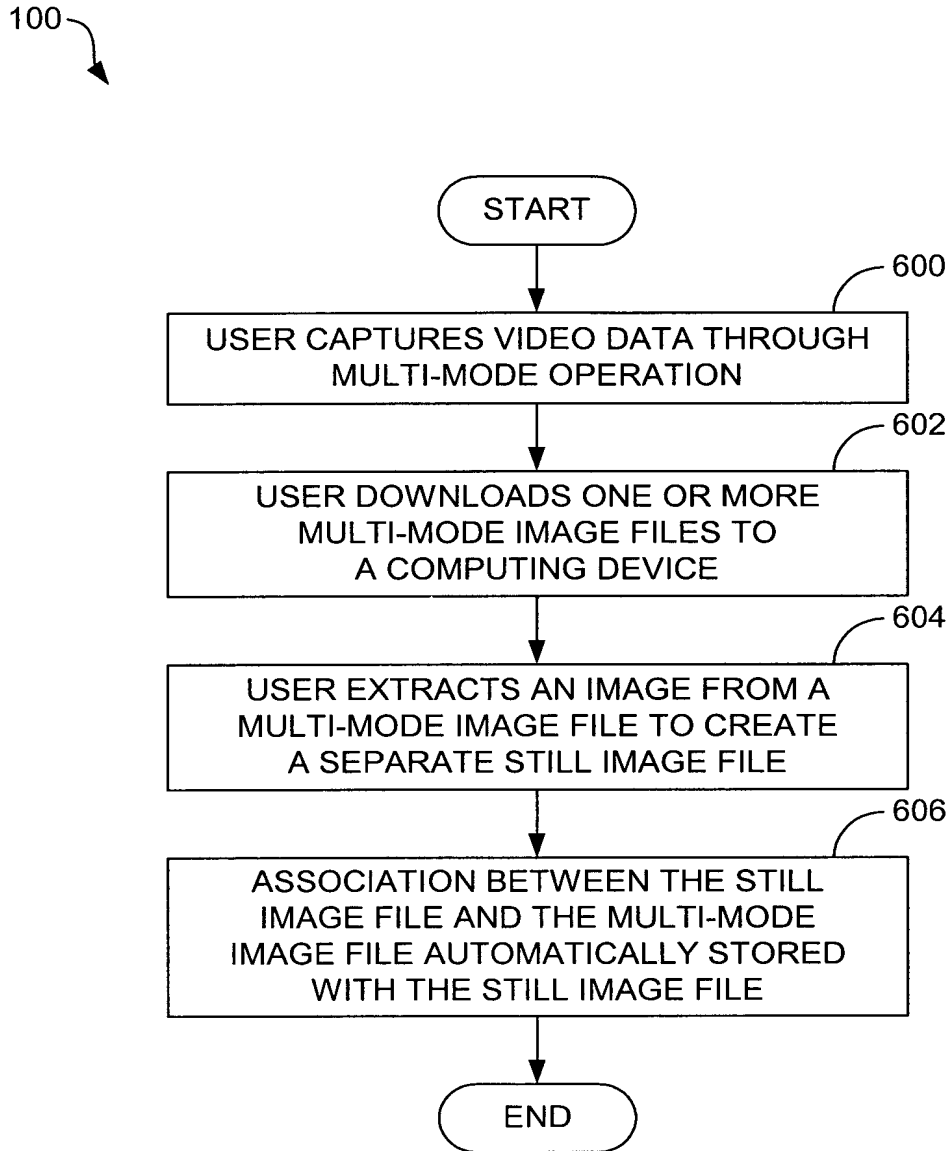 100
START
600
USER CAPTURES VIDEO DATA THROUGH
MULTI-MODE OPERATION
602
USER DOWNLOADS ONE OR MORE
MULTI-MODE IMAGE FILES TO
A COMPUTING DEVICE
604
USER EXTRACTS AN IMAGE FROM A
MULTI-MODE IMAGE FILE TO CREATE
A SEPARATE STILL IMAGE FILE
606
ASSOCIATION BETWEEN THE STILL
IMAGE FILE AND THE MULTI-MODE
IMAGE FILE AUTOMATICALLY STORED
WITH THE STILL IMAGE FILE
END